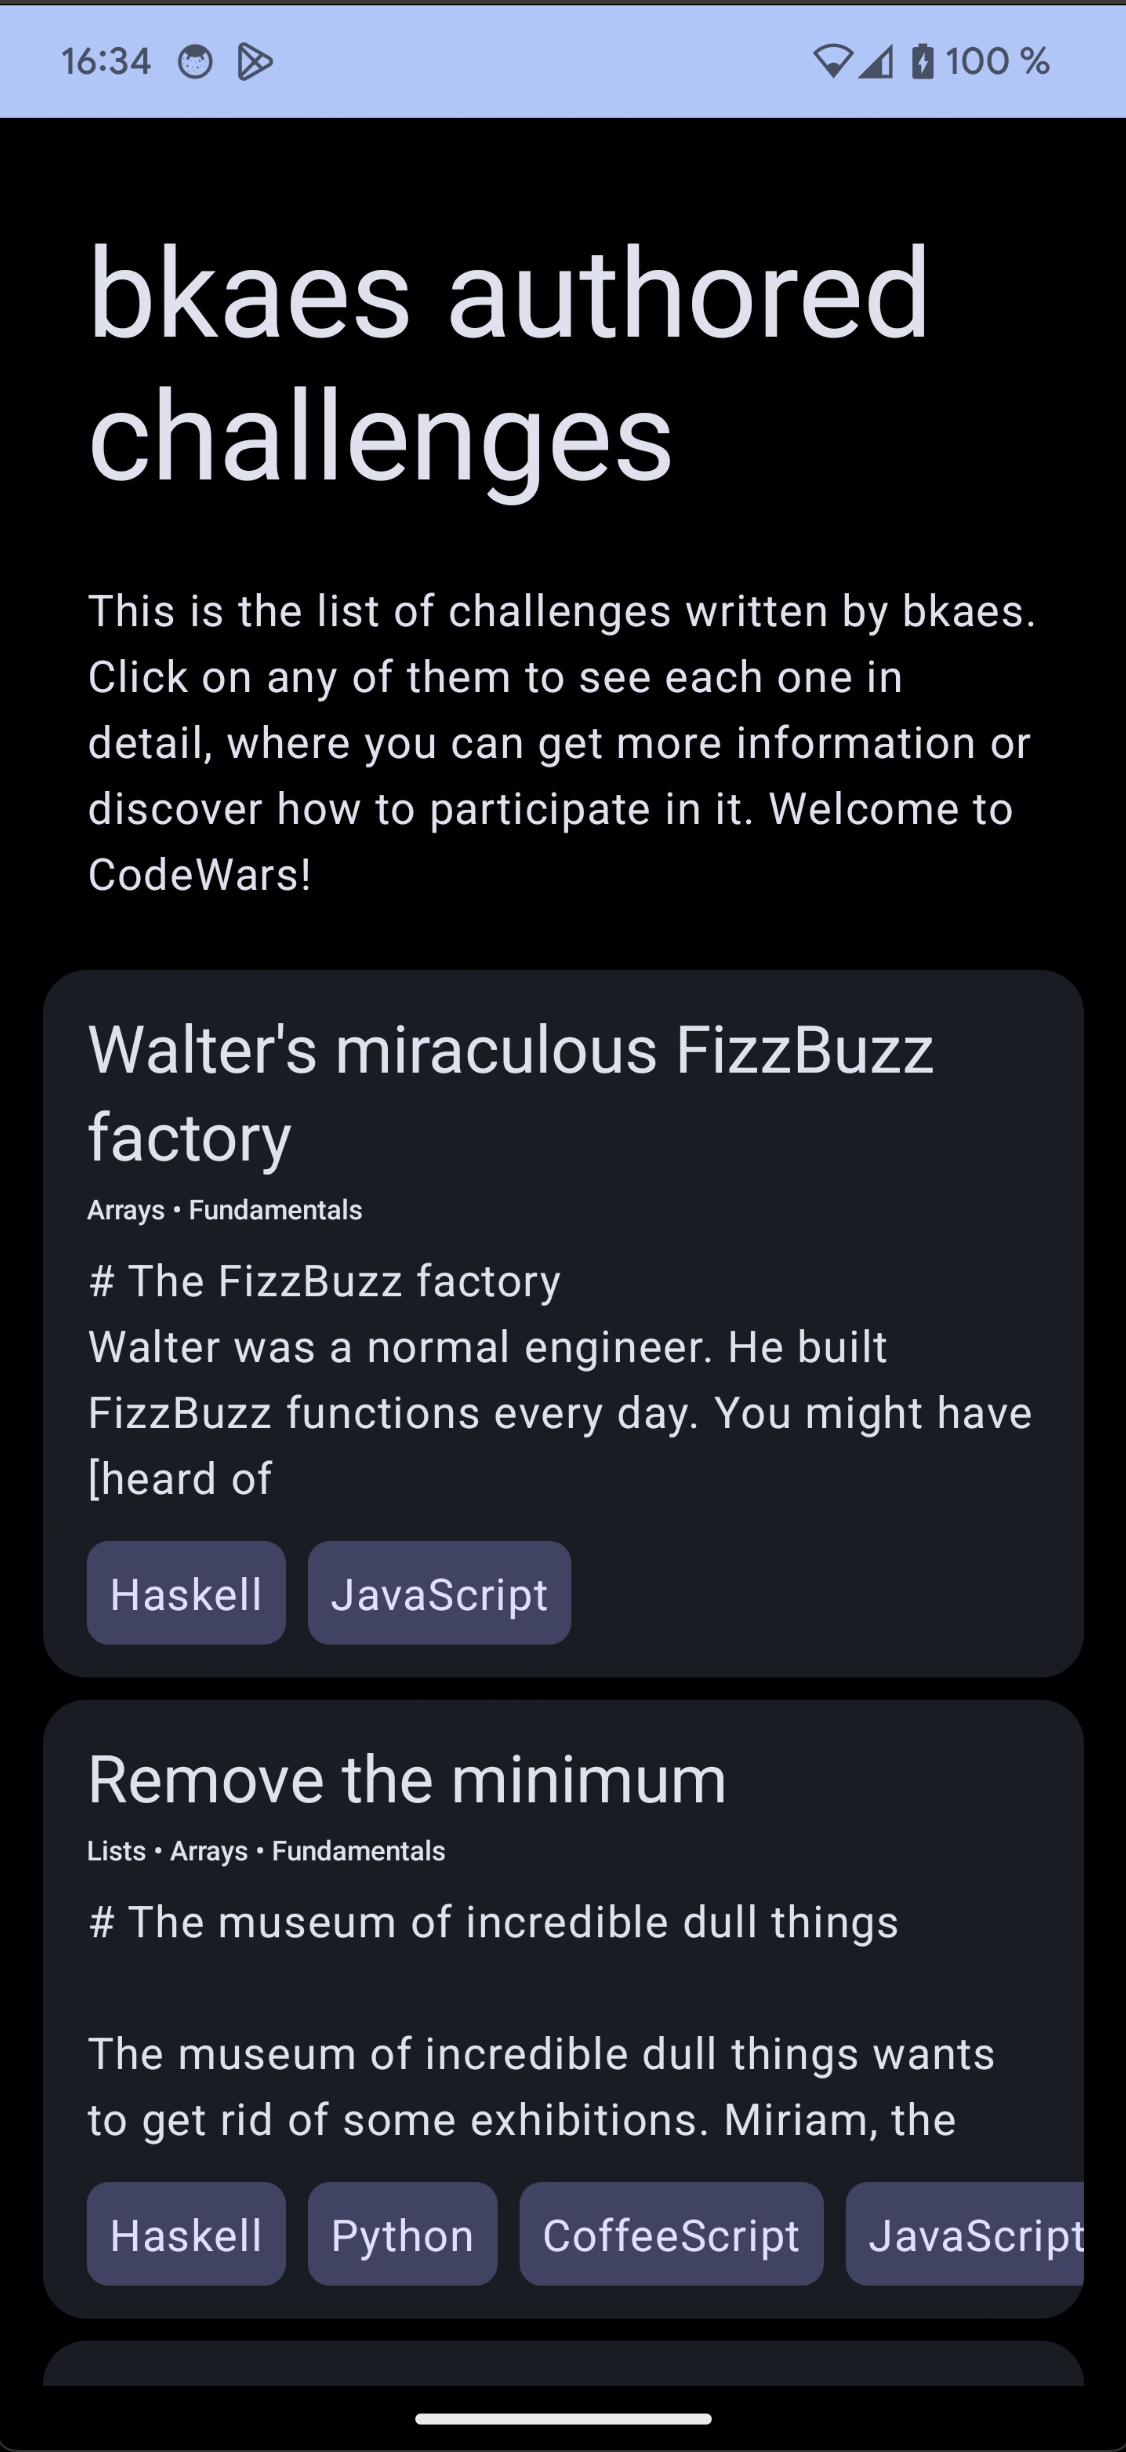 16:34
100 %
bkaes authored
challenges
This is the list of challenges written by bkaes.
Click on any of them to see each one in
detail, where you can get more information or
discover how to participate in it. Welcome to
CodeWars!
Walter's miraculous FizzBuzz
factory
Arrays • Fundamentals
# The FizzBuzz factory
Walter was a normal engineer. He built
FizzBuzz functions every day. You might have
[heard of
Haskell JavaScript
Remove the minimum
Lists • Arrays • Fundamentals
# The museum of incredible dull things
The museum of incredible dull things wants
to get rid of some exhibitions. Miriam, the
Haskell Python CoffeeScript JavaScript